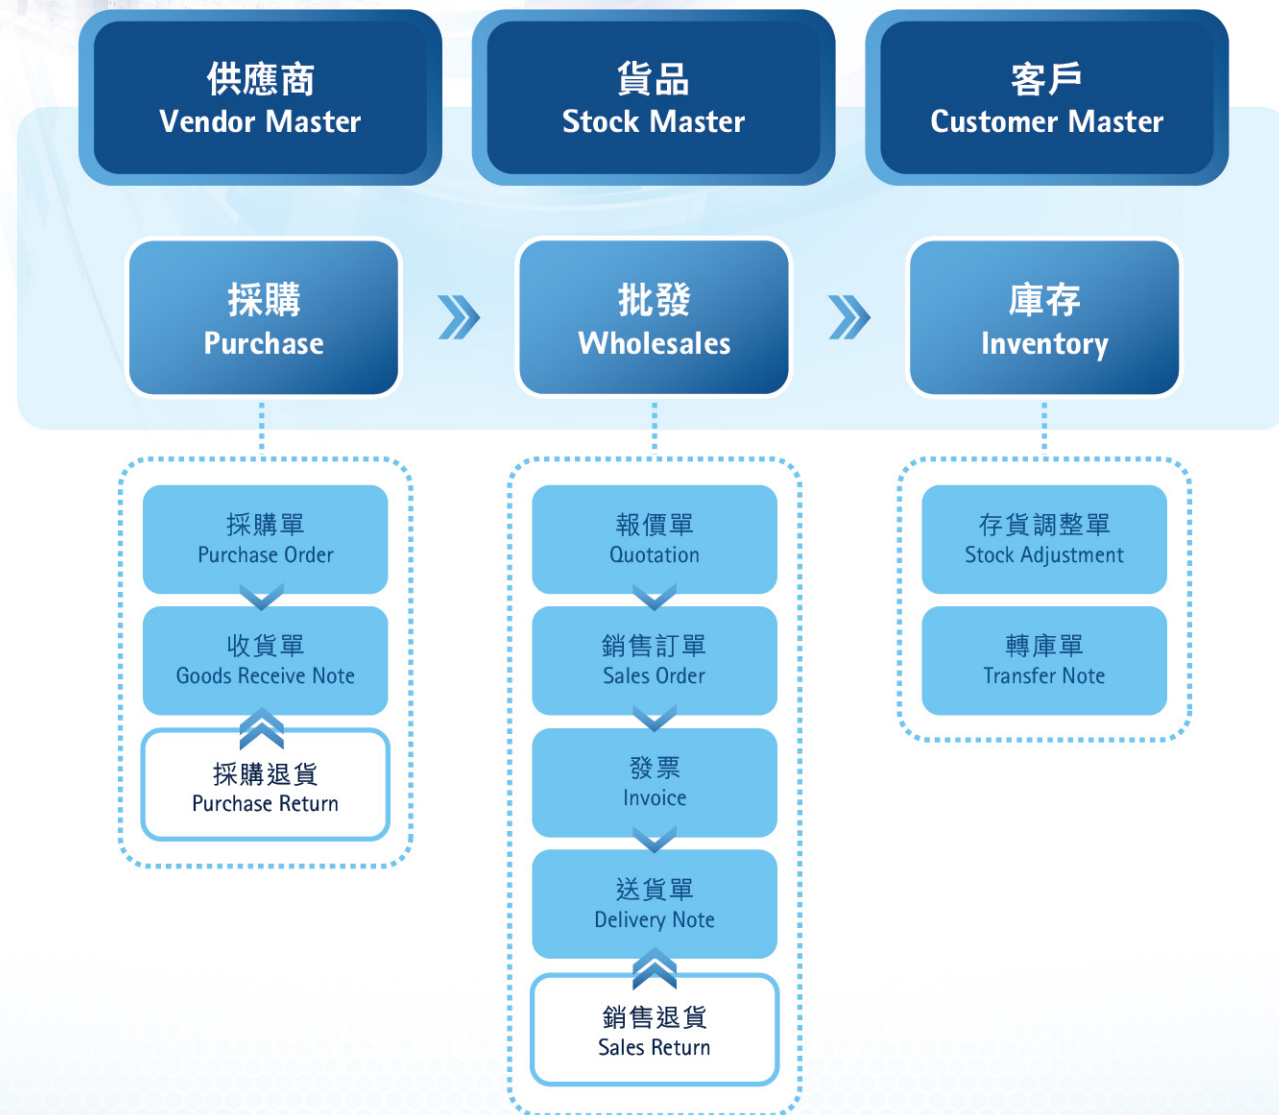 供應商
Vendor Master
貨品
Stock Master
客戶
Customer Master
採購
Purchase
批發
Wholesales
庫存
Inventory
採購單
Purchase Order
收貨單
Goods Receive Note
採購退貨
Purchase Return
報價單
Quotation
銷售訂單
Sales Order
發票
Invoice
送貨單
Delivery Note
銷售退貨
Sales Return
存貨調整單
Stock Adjustment
轉庫單
Transfer Note